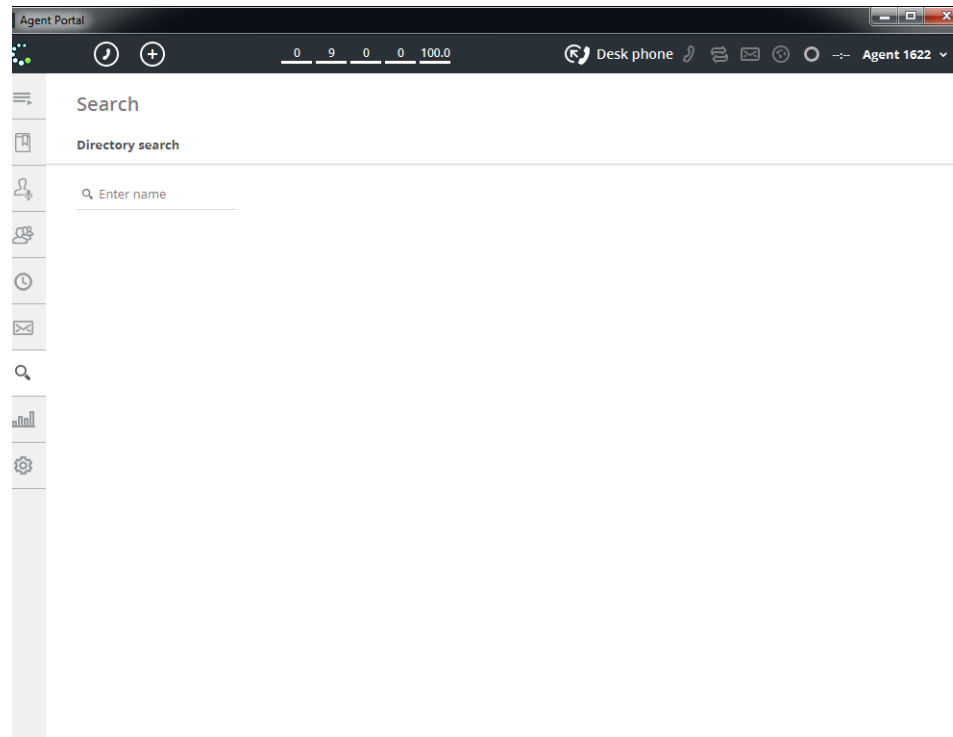 Agent Portal
0 9 0 0 100.0 Desk phone --:-- Agent 1622
Search
Directory search
Enter name